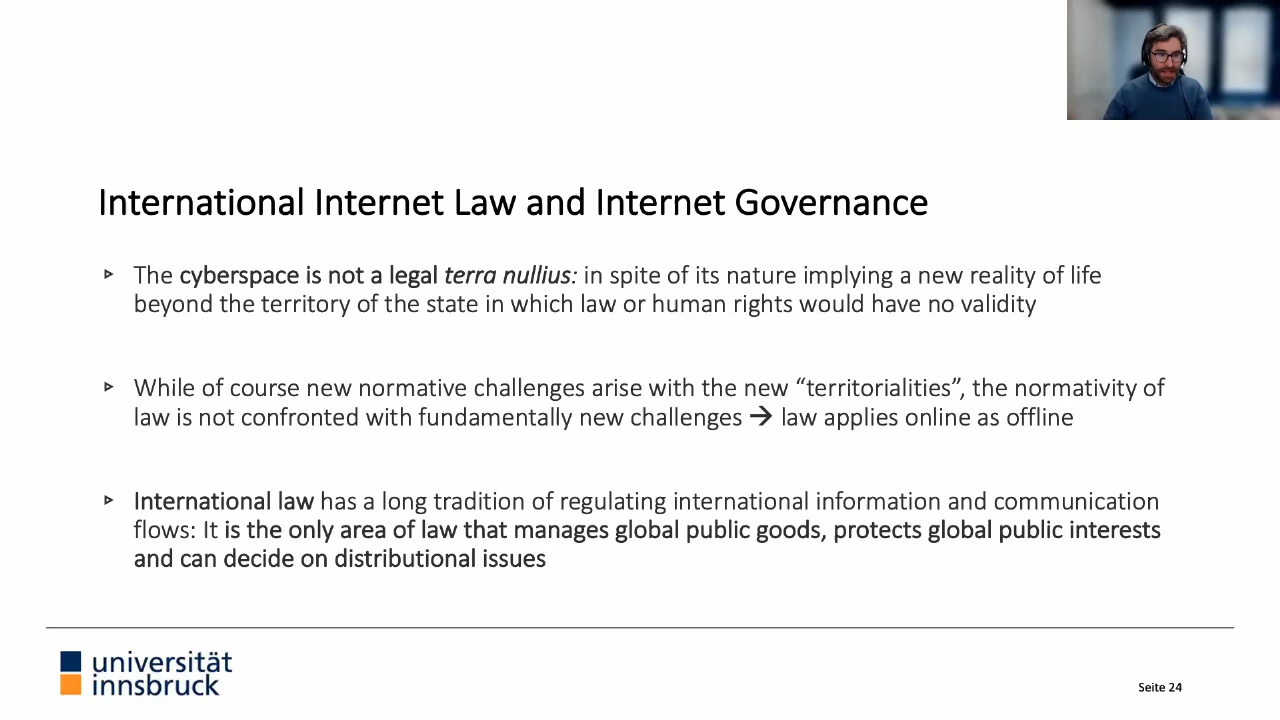 International Internet Law and Internet Governance
The cyberspace is not a legal terra nullius: in spite of its nature implying a new reality of life
beyond the territory of the state in which law or human rights would have no validity
While of course new normative challenges arise with the new “territorialities”, the normativity of
law is not confronted with fundamentally new challenges → law applies online as offline
International law has a long tradition of regulating international information and communication
flows: It is the only area of law that manages global public goods, protects global public interests
and can decide on distributional issues
universität
innsbruck
Seite 24